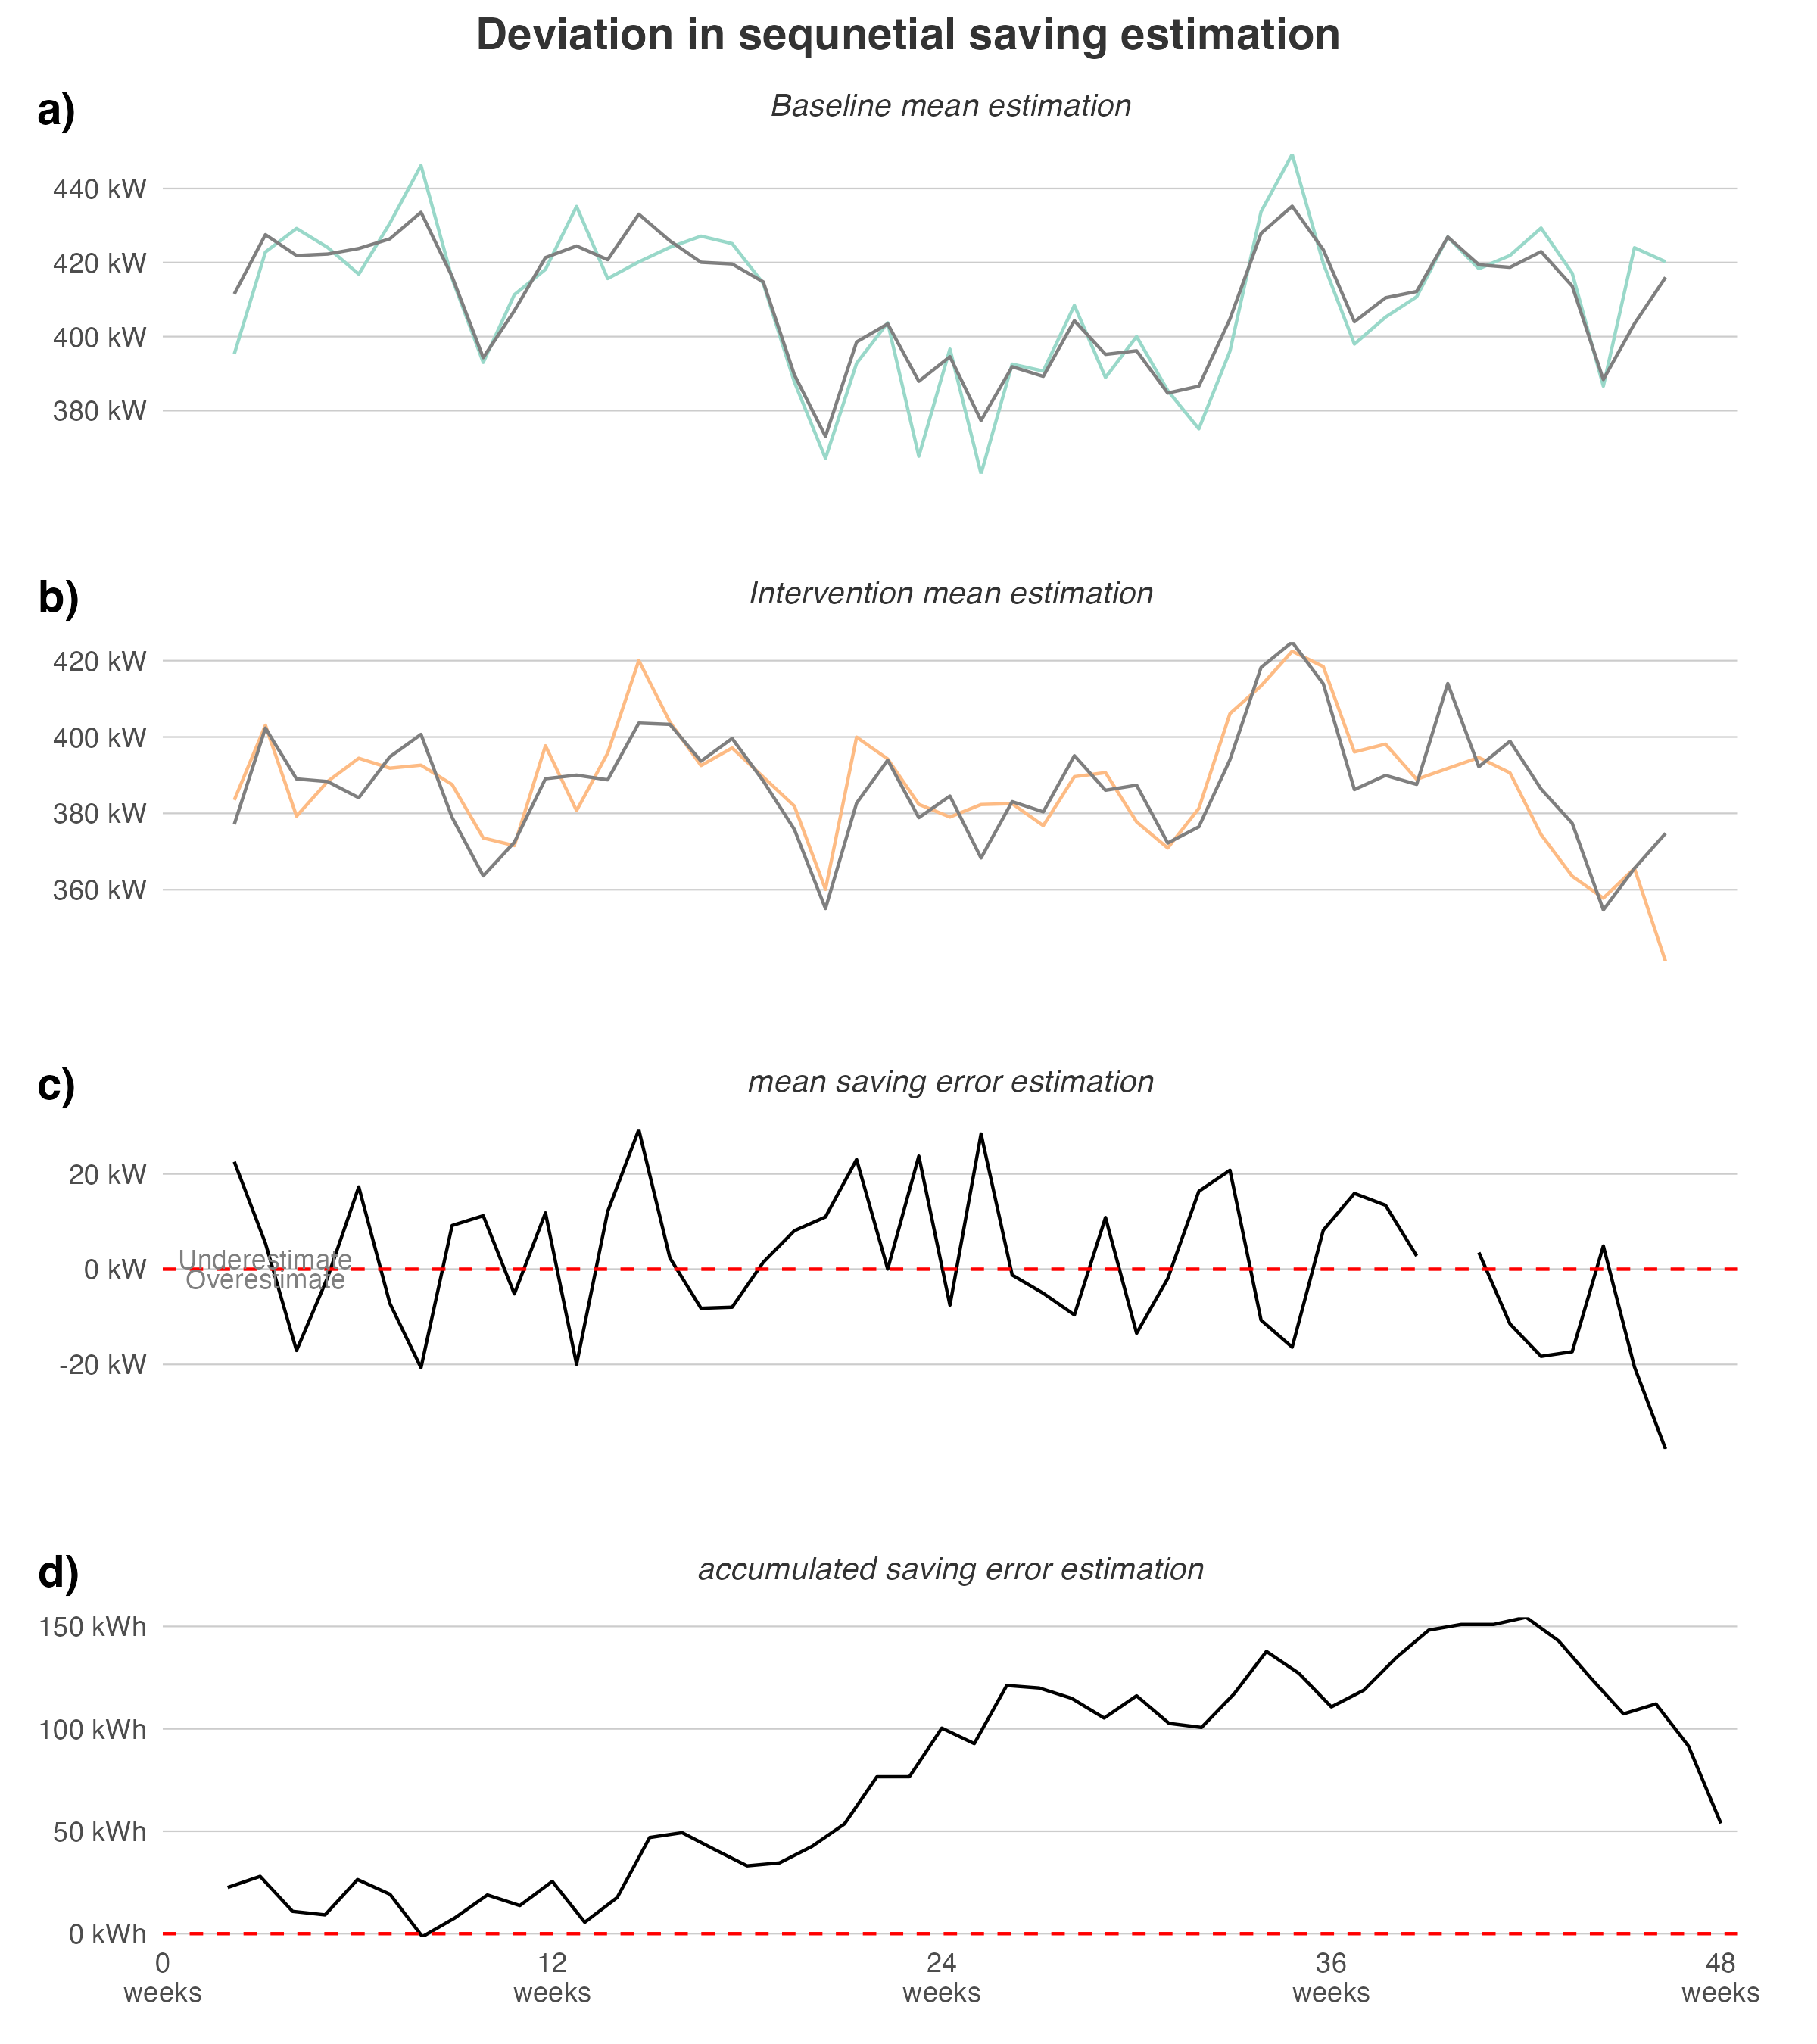 Deviation in sequnetial saving estimation
a)
Baseline mean estimation
440 kW
420 kW
400 kW
380 kW
b)
Intervention mean estimation
420 kW
400 kW
380 kW
360 kW
c)
mean saving error estimation
20 kW
Underestimate
0 kW
Overestimate
-20 kW
d)
accumulated saving error estimation
150 kWh
100 kWh
50 kWh
0 kWh
0 12 24 36 48
weeks weeks weeks weeks weeks